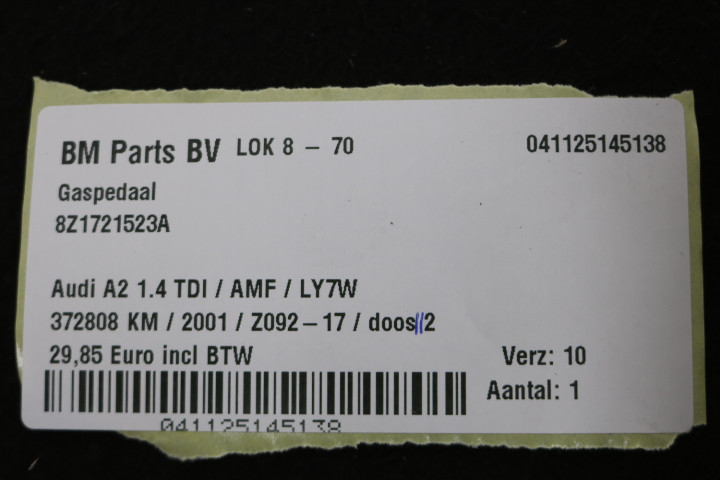 BM Parts BV LOK 8 - 70 041125145138
Gaspedaal
8Z1721523A
Audi A2 1.4 TDI / AMF / LY7W
372808 KM / 2001 / Z092-17 / doos 2
29,85 Euro incl BTW Verz: 10
Aantal: 1
041125145138